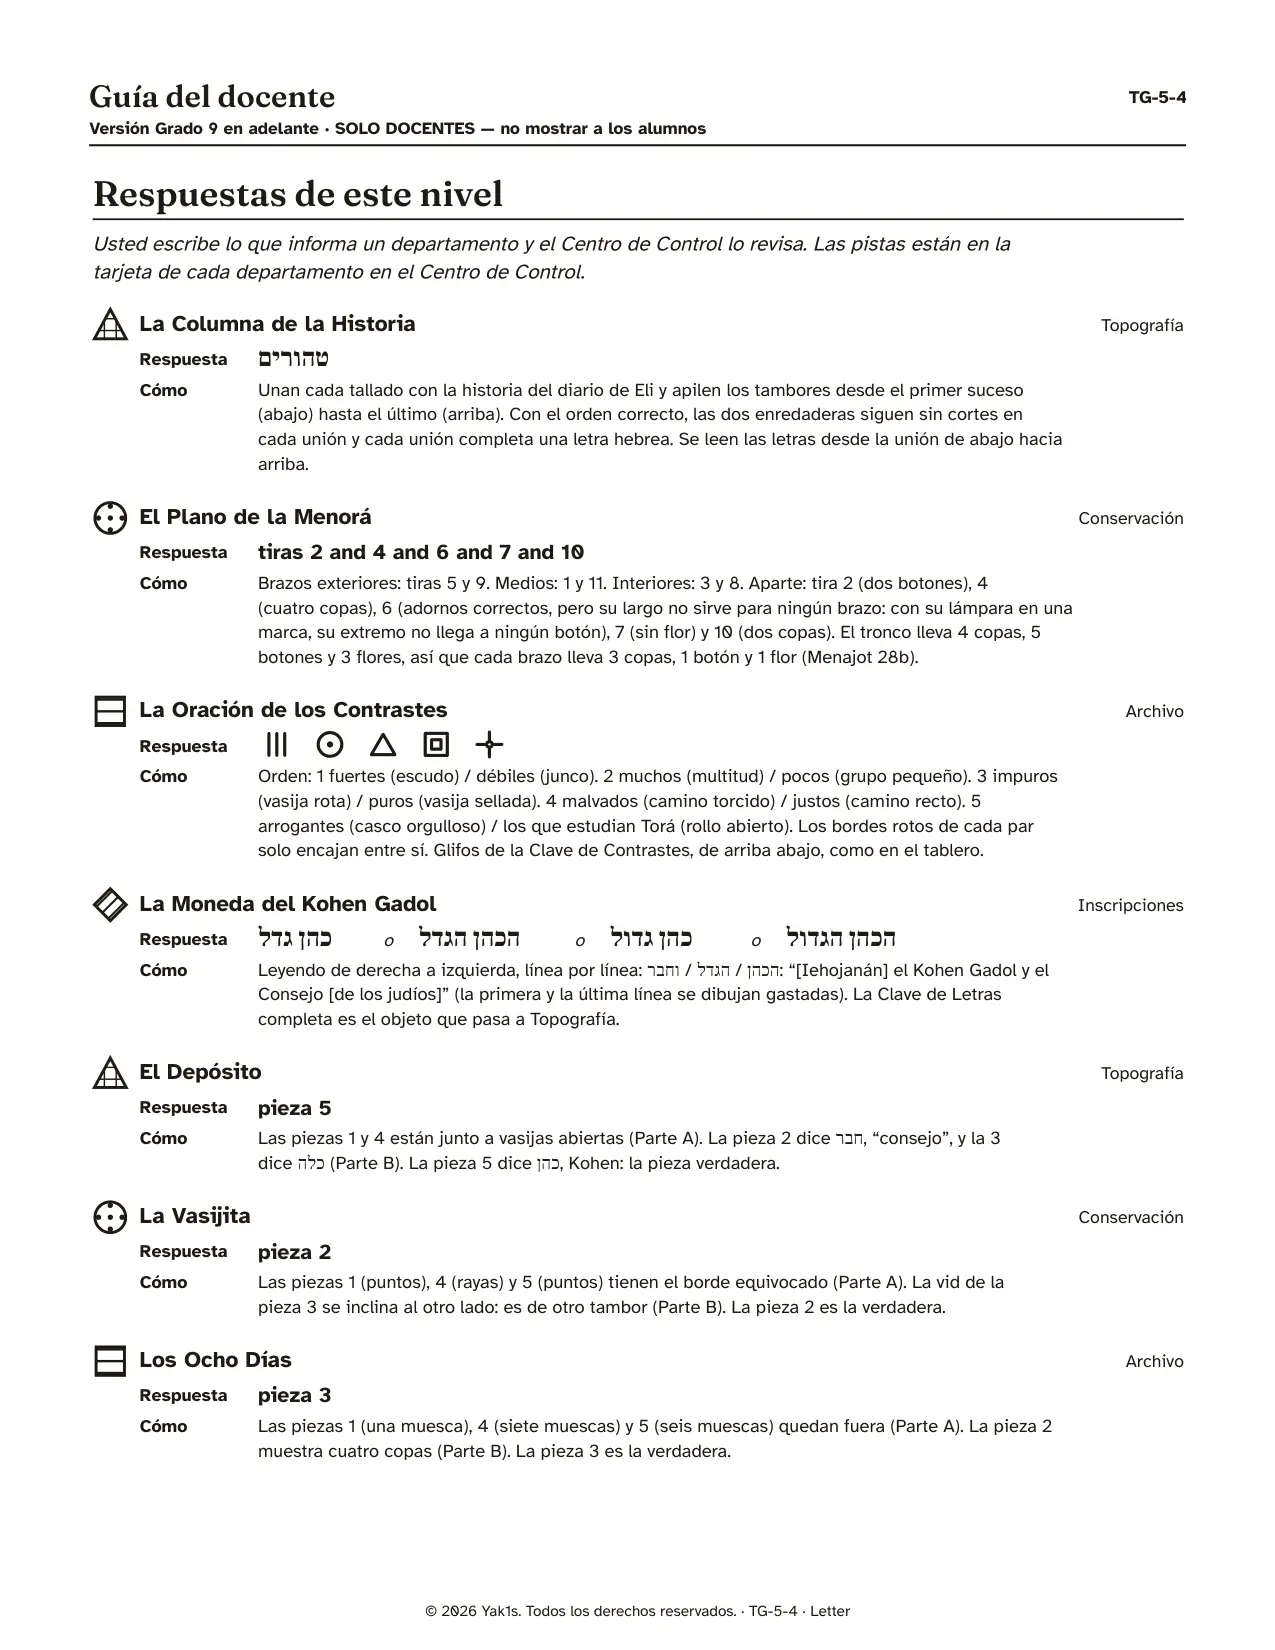 Guía del docente
TG-5-4
Versión Grado 9 en adelante · SOLO DOCENTES — no mostrar a los alumnos
Respuestas de este nivel
Usted escribe lo que informa un departamento y el Centro de Control lo revisa. Las pistas están en la
tarjeta de cada departamento en el Centro de Control.
La Columna de la Historia
Topografía
Respuesta טהורים
Cómo Unan cada tallado con la historia del diario de Eli y apilen los tambores desde el primer suceso
(abajo) hasta el último (arriba). Con el orden correcto, las dos enredaderas siguen sin cortes en
cada unión y cada unión completa una letra hebrea. Se leen las letras desde la unión de abajo hacia
arriba.
El Plano de la Menorá
Conservación
Respuesta tiras 2 and 4 and 6 and 7 and 10
Cómo Brazos exteriores: tiras 5 y 9. Medios: 1 y 11. Interiores: 3 y 8. Aparte: tira 2 (dos botones), 4
(cuatro copas), 6 (adornos correctos, pero su largo no sirve para ningún brazo: con su lámpara en una
marca, su extremo no llega a ningún botón), 7 (sin flor) y 10 (dos copas). El tronco lleva 4 copas, 5
botones y 3 flores, así que cada brazo lleva 3 copas, 1 botón y 1 flor (Menajot 28b).
La Oración de los Contrastes
Archivo
Respuesta
Cómo Orden: 1 fuertes (escudo) / débiles (junco). 2 muchos (multitud) / pocos (grupo pequeño). 3 impuros
(vasija rota) / puros (vasija sellada). 4 malvados (camino torcido) / justos (camino recto). 5
arrogantes (casco orgulloso) / los que estudian Torá (rollo abierto). Los bordes rotos de cada par
solo encajan entre sí. Glifos de la Clave de Contrastes, de arriba abajo, como en el tablero.
La Moneda del Kohen Gadol
Inscripciones
Respuesta כהן גדל o כהן הגדל o כהן גדול o הכהן הגדול
Cómo Leyendo de derecha a izquierda, línea por línea: הכהן / הגדל / וחבר: “[Iehojanán] el Kohen Gadol y el
Consejo [de los judíos]” (la primera y la última línea se dibujan gastadas). La Clave de Letras
completa es el objeto que pasa a Topografía.
El Depósito
Topografía
Respuesta pieza 5
Cómo Las piezas 1 y 4 están junto a vasijas abiertas (Parte A). La pieza 2 dice חבר, “consejo”, y la 3
dice כלה (Parte B). La pieza 5 dice כהן, Kohen: la pieza verdadera.
La Vasijita
Conservación
Respuesta pieza 2
Cómo Las piezas 1 (puntos), 4 (rayas) y 5 (puntos) tienen el borde equivocado (Parte A). La vid de la
pieza 3 se inclina al otro lado: es de otro tambor (Parte B). La pieza 2 es la verdadera.
Los Ocho Días
Archivo
Respuesta pieza 3
Cómo Las piezas 1 (una muesca), 4 (siete muescas) y 5 (seis muescas) quedan fuera (Parte A). La pieza 2
muestra cuatro copas (Parte B). La pieza 3 es la verdadera.
© 2026 Yak1s. Todos los derechos reservados. · TG-5-4 · Letter